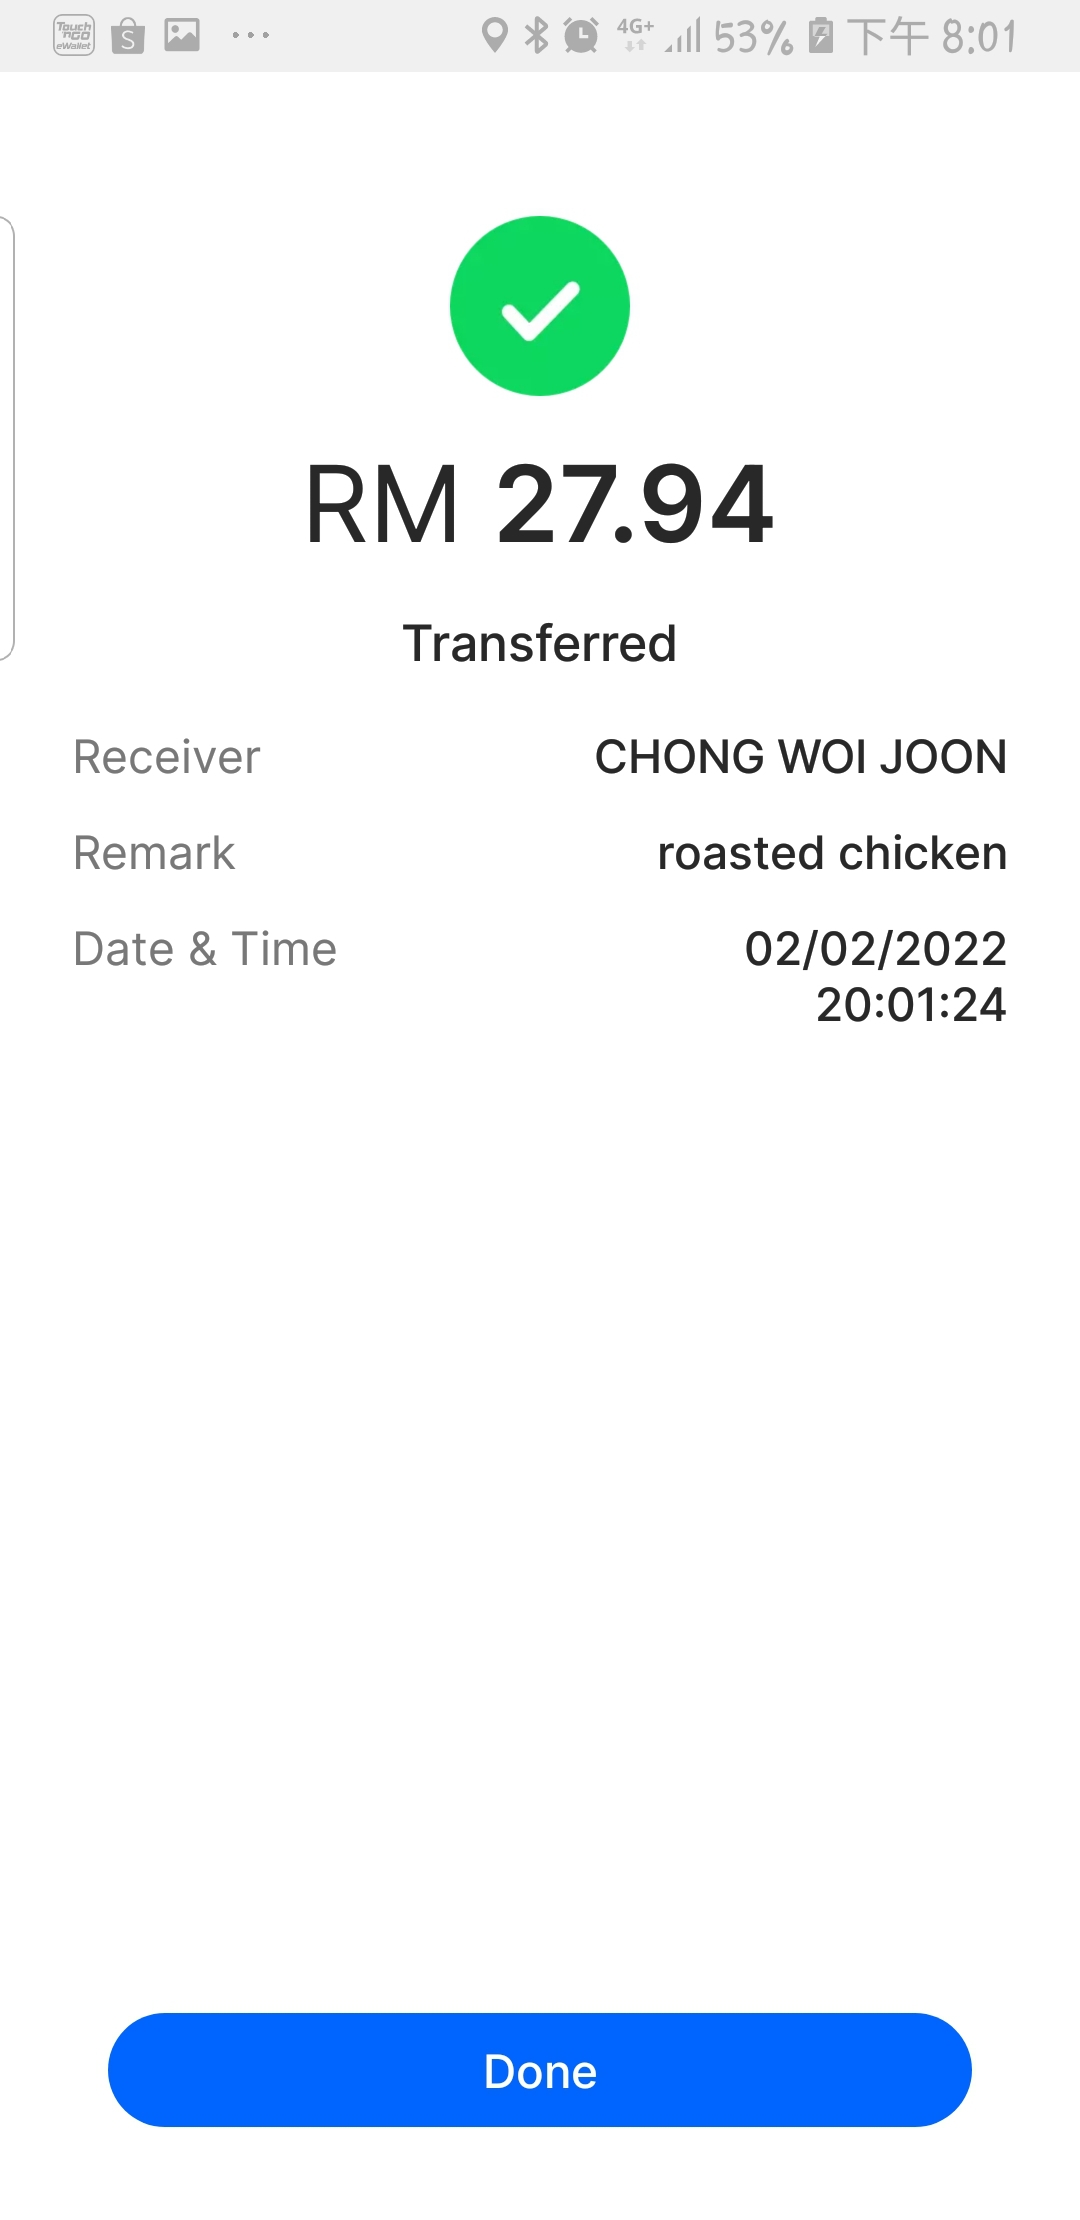 Touch
'nGO
eWallet
S
4G+
53%
下午 8:01
RM 27.94
Transferred
Receiver
CHONG WOI JOON
Remark
roasted chicken
Date & Time
02/02/2022
20:01:24
Done